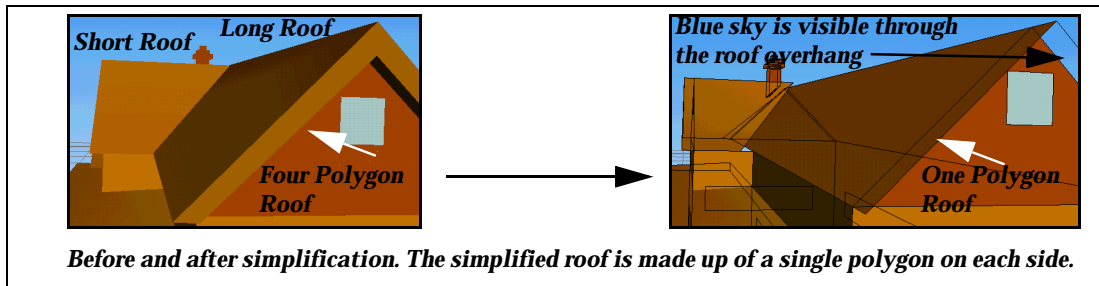 Short Roof
Long Roof
Four Polygon
Roof
Blue sky is visible through
the roof overhang
One Polygon
Roof
Before and after simplification. The simplified roof is made up of a single polygon on each side.